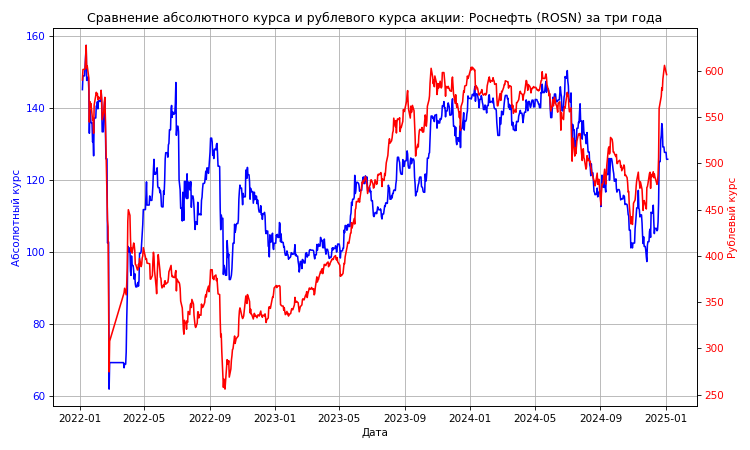 Сравнение абсолютного курса и рублевого курса акции: Роснефть (ROSN) за три года
160
140
120
100
80
60
Абсолютный курс
600
550
500
450
400
350
300
250
Рублевый курс
2022-01 2022-05 2022-09 2023-01 2023-05 2023-09 2024-01 2024-05 2024-09 2025-01
Дата